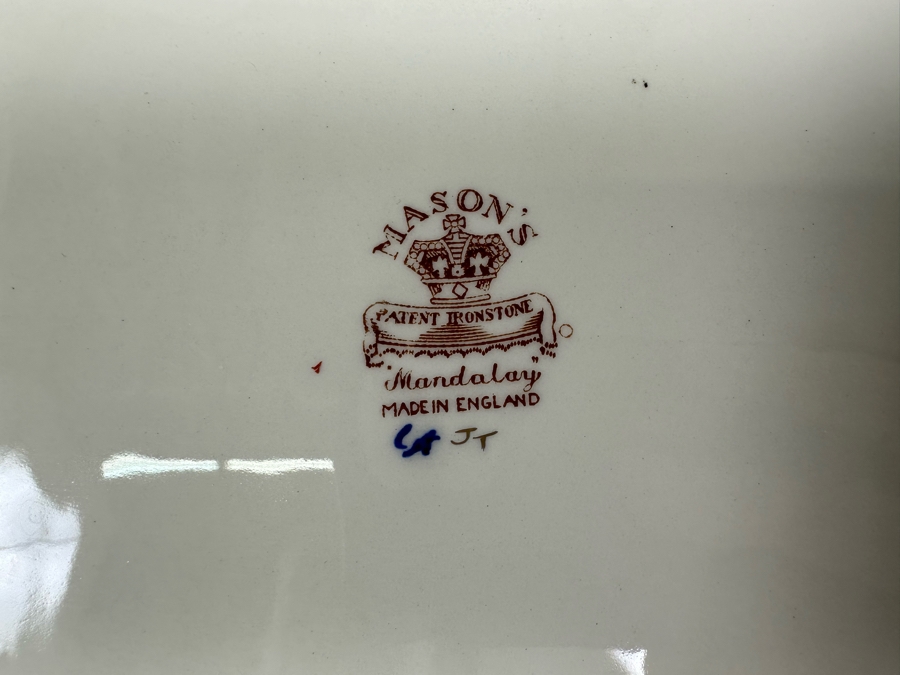 MASON'S
PATENT IRONSTONE
"Mandalay"
MADE IN ENGLAND
JT